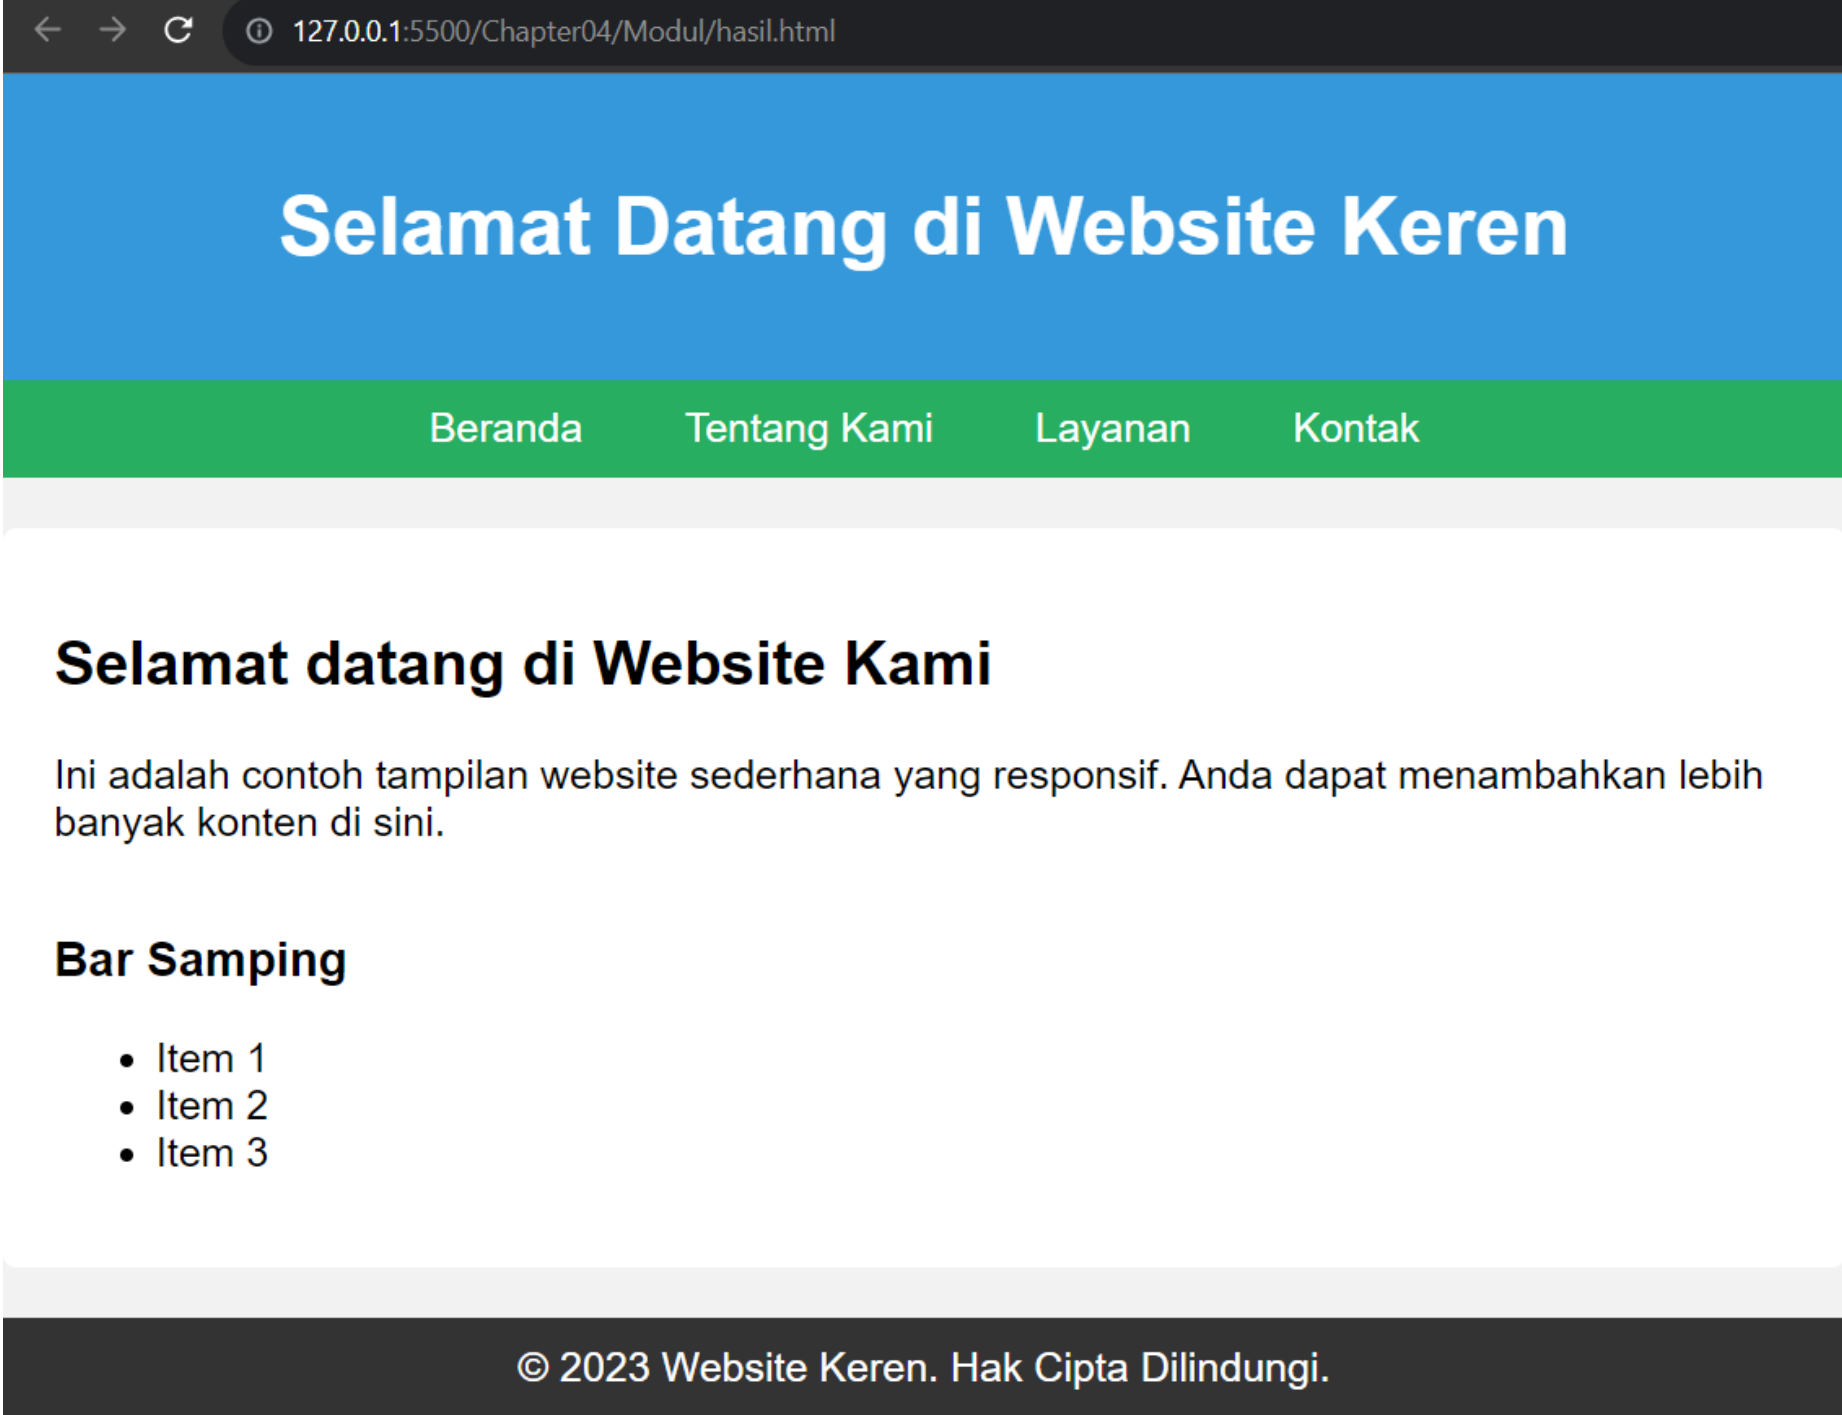 127.0.0.1:5500/Chapter04/Modul/hasil.html
Selamat Datang di Website Keren
Beranda Tentang Kami Layanan Kontak
Selamat datang di Website Kami
Ini adalah contoh tampilan website sederhana yang responsif. Anda dapat menambahkan lebih
banyak konten di sini.
Bar Samping
• Item 1
• Item 2
• Item 3
© 2023 Website Keren. Hak Cipta Dilindungi.